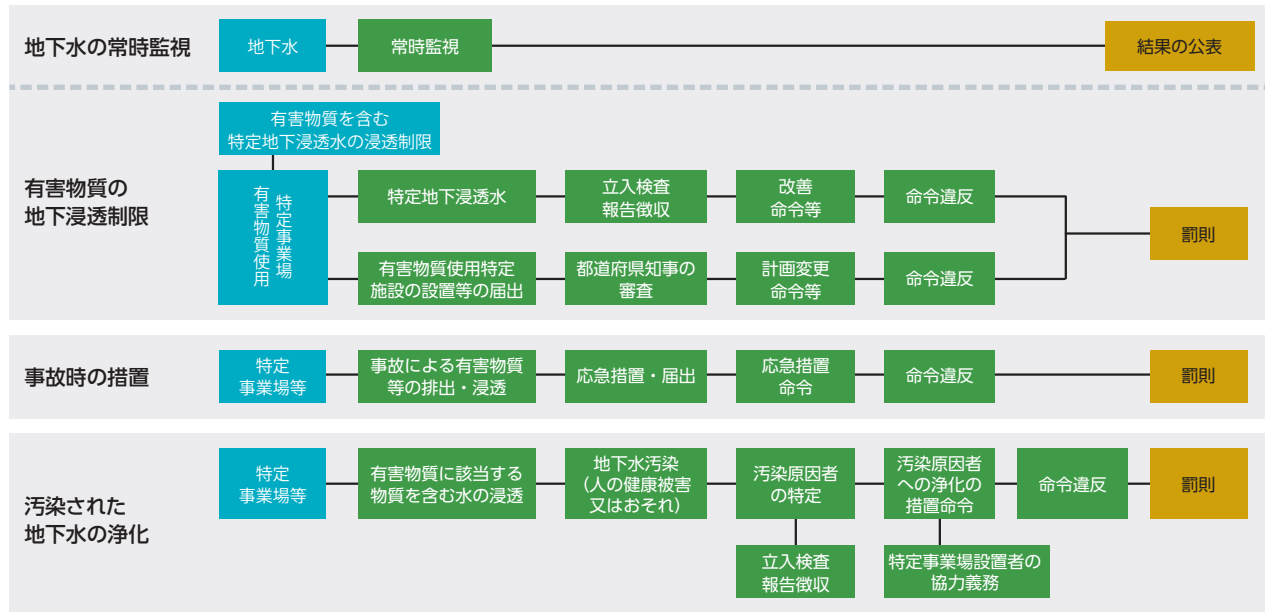 地下水の常時監視
地下水
常時監視
結果の公表
有害物質の
地下浸透制限
有害物質を含む
特定地下浸透水の浸透制限
有害物質使用
特定事業場
特定地下浸透水
立入検査
報告徴収
改善
命令等
命令違反
有害物質使用特定
施設の設置等の届出
都道府県知事の
審査
計画変更
命令等
命令違反
罰則
事故時の措置
特定
事業場等
事故による有害物質
等の排出・浸透
応急措置・届出
応急措置
命令
命令違反
罰則
汚染された
地下水の浄化
特定
事業場等
有害物質に該当する
物質を含む水の浸透
地下水汚染
（人の健康被害
又はおそれ）
汚染原因者
の特定
汚染原因者
への浄化の
措置命令
命令違反
罰則
立入検査
報告徴収
特定事業場設置者の
協力義務